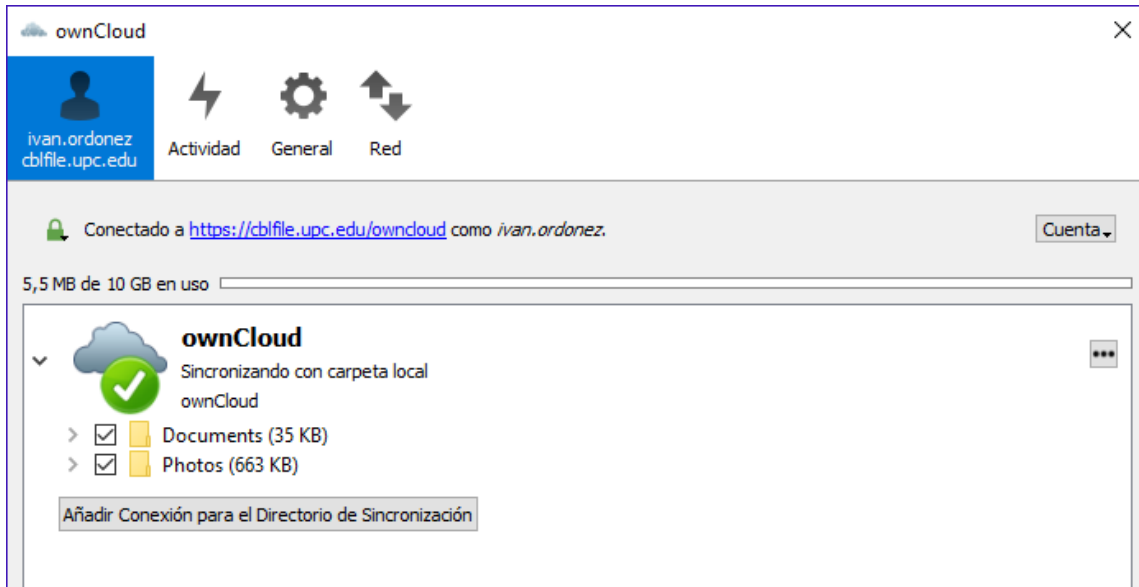 ownCloud
ivan.ordonez
cblfile.upc.edu
Actividad
General
Red
Conectado a https://cblfile.upc.edu/owncloud como ivan.ordonez.
Cuenta
5,5 MB de 10 GB en uso
ownCloud
Sincronizando con carpeta local
ownCloud
Documents (35 KB)
Photos (663 KB)
Añadir Conexión para el Directorio de Sincronización